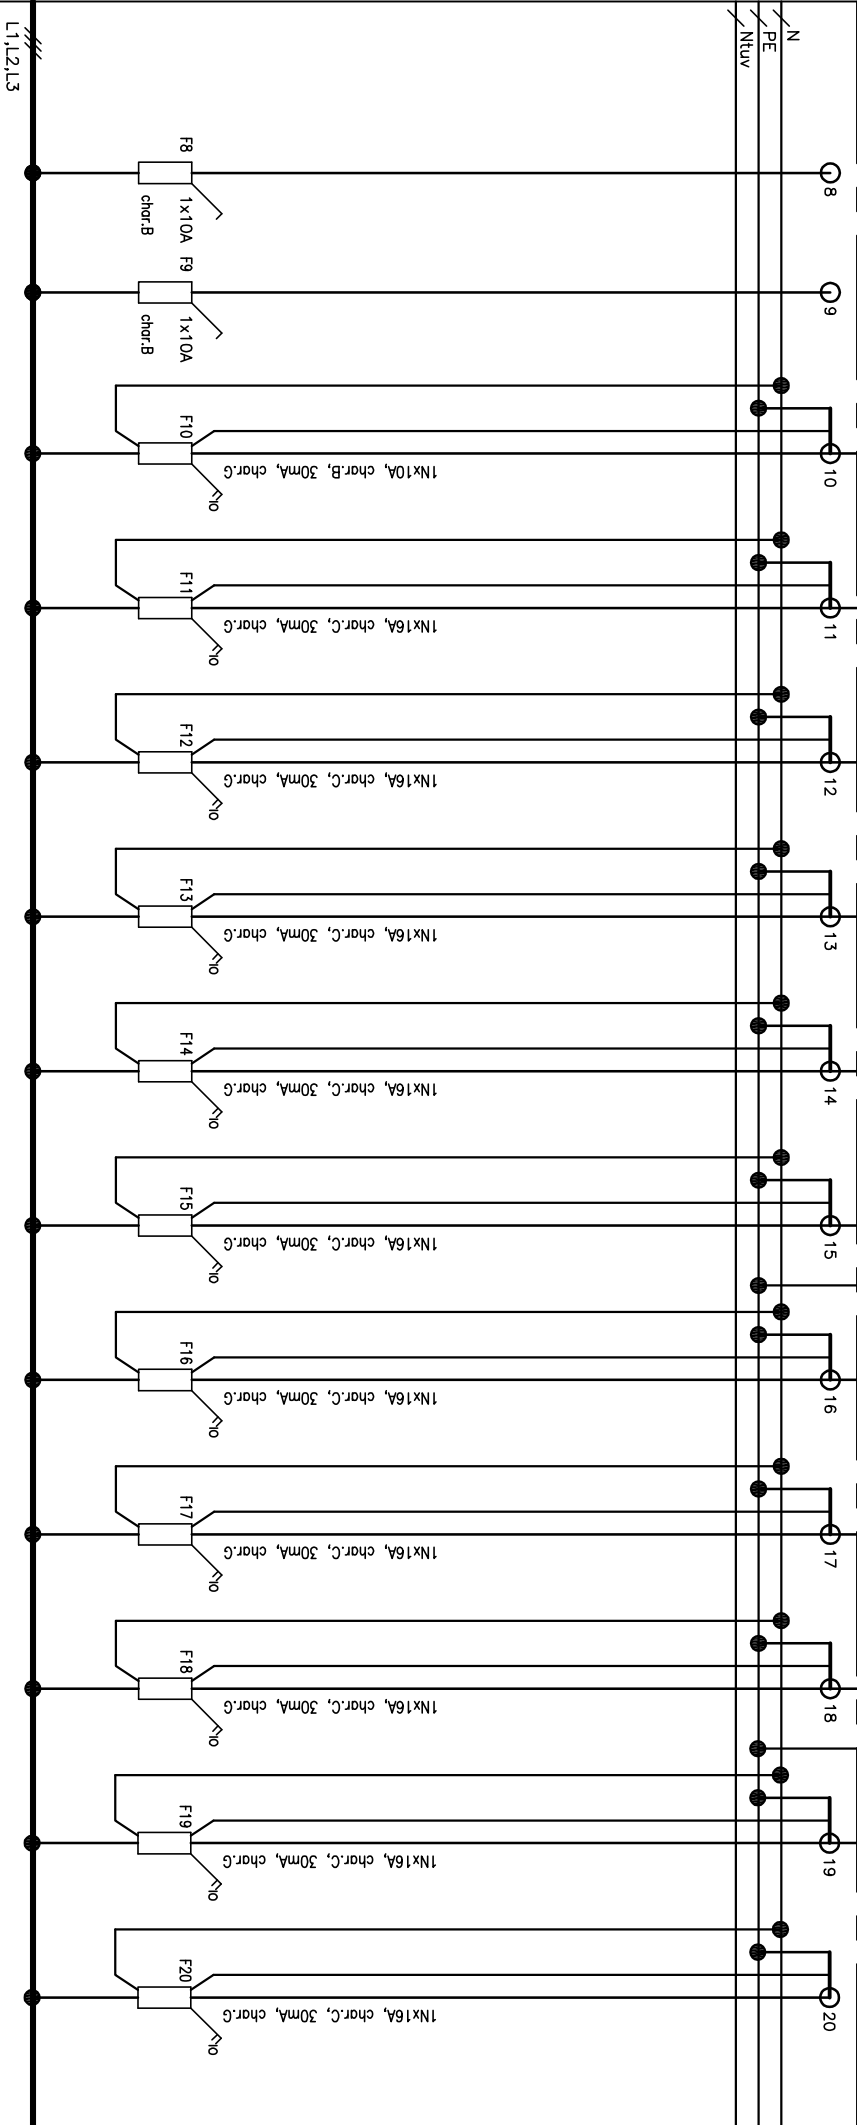 L1,L2,L3
N
PE
Ntuv
F8
1x10A
char.B
8
F9
1x10A
char.B
9
F10
1Nx10A, char.B, 30mA, char.G
10
F11
1Nx16A, char.C, 30mA, char.G
11
F12
1Nx16A, char.C, 30mA, char.G
12
F13
1Nx16A, char.C, 30mA, char.G
13
F14
1Nx16A, char.C, 30mA, char.G
14
F15
1Nx16A, char.C, 30mA, char.G
15
F16
1Nx16A, char.C, 30mA, char.G
16
F17
1Nx16A, char.C, 30mA, char.G
17
F18
1Nx16A, char.C, 30mA, char.G
18
F19
1Nx16A, char.C, 30mA, char.G
19
F20
1Nx16A, char.C, 30mA, char.G
20